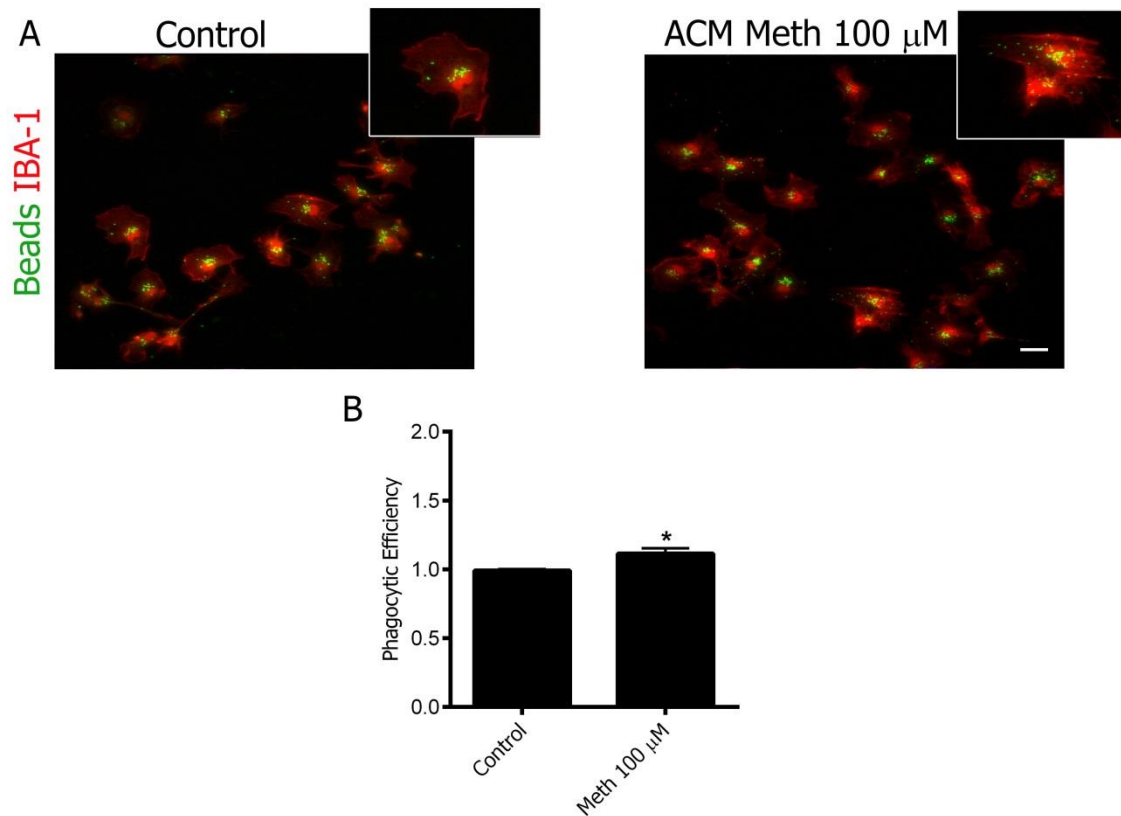 A
Control
ACM Meth 100 μM
Beads IBA-1
B
Phagocytic Efficiency
2.0
1.5
1.0
0.5
0.0
*
Control
Meth 100 μM